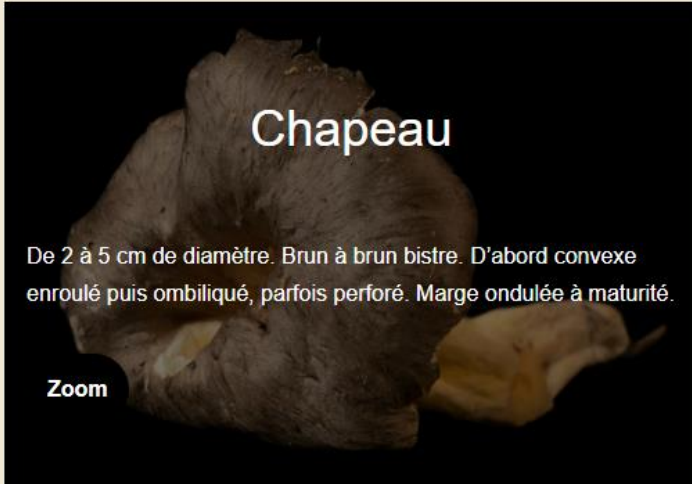 Chapeau
De 2 à 5 cm de diamètre. Brun à brun bistre. D’abord convexe
enroulé puis ombiliqué, parfois perforé. Marge ondulée à maturité.
Zoom